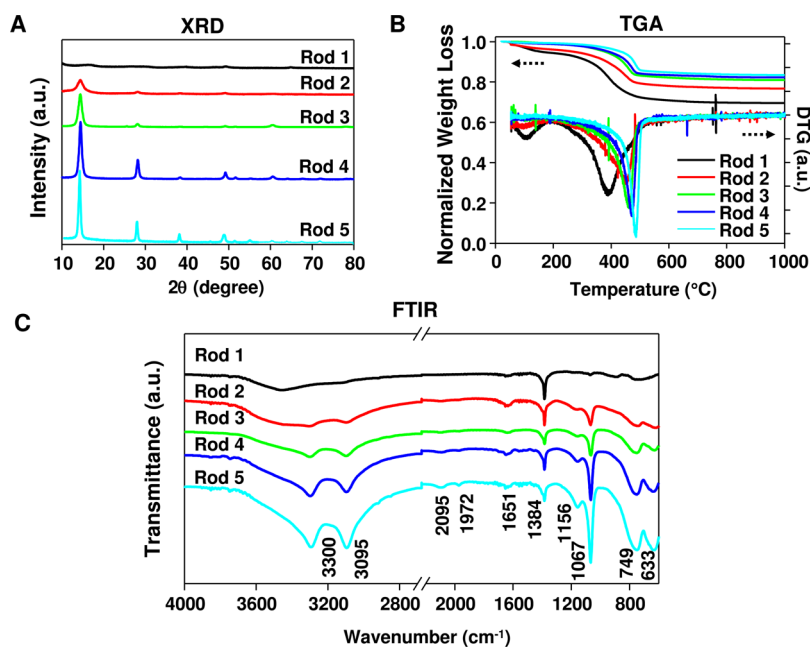 A
XRD
Intensity (a.u.)
Rod 1
Rod 2
Rod 3
Rod 4
Rod 5
10 20 30 40 50 60 70 80
2θ (degree)
B
TGA
Normalized Weight Loss
1.0
0.8
0.6
0.4
0.2
0.0
DTG (a.u.)
Rod 1
Rod 2
Rod 3
Rod 4
Rod 5
0 200 400 600 800 1000
Temperature (°C)
C
FTIR
Transmittance (a.u.)
Rod 1
Rod 2
Rod 3
Rod 4
Rod 5
3300 3095 2095 1972 1651 1384 1156 1067 749 633
4000 3600 3200 2800 2000 1600 1200 800
Wavenumber (cm-1)